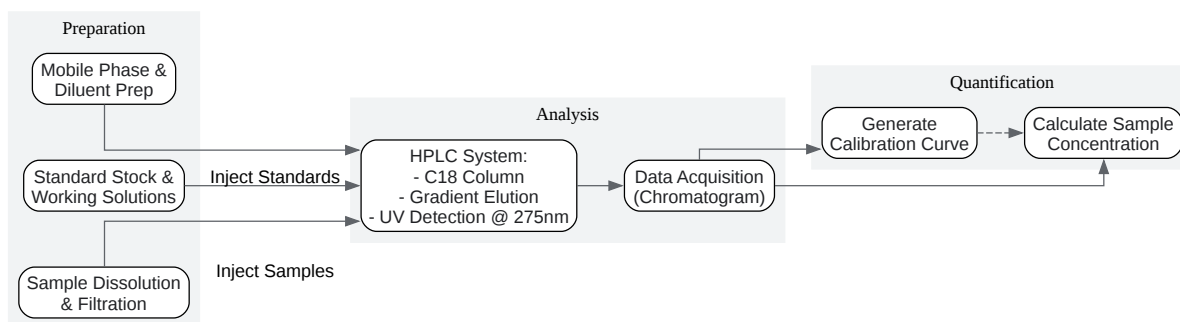 Preparation
Mobile Phase &
Diluent Prep
Standard Stock &
Working Solutions
Sample Dissolution
& Filtration
Inject Standards
Inject Samples
Analysis
HPLC System:
- C18 Column
- Gradient Elution
- UV Detection @ 275nm
Data Acquisition
(Chromatogram)
Quantification
Generate
Calibration Curve
Calculate Sample
Concentration